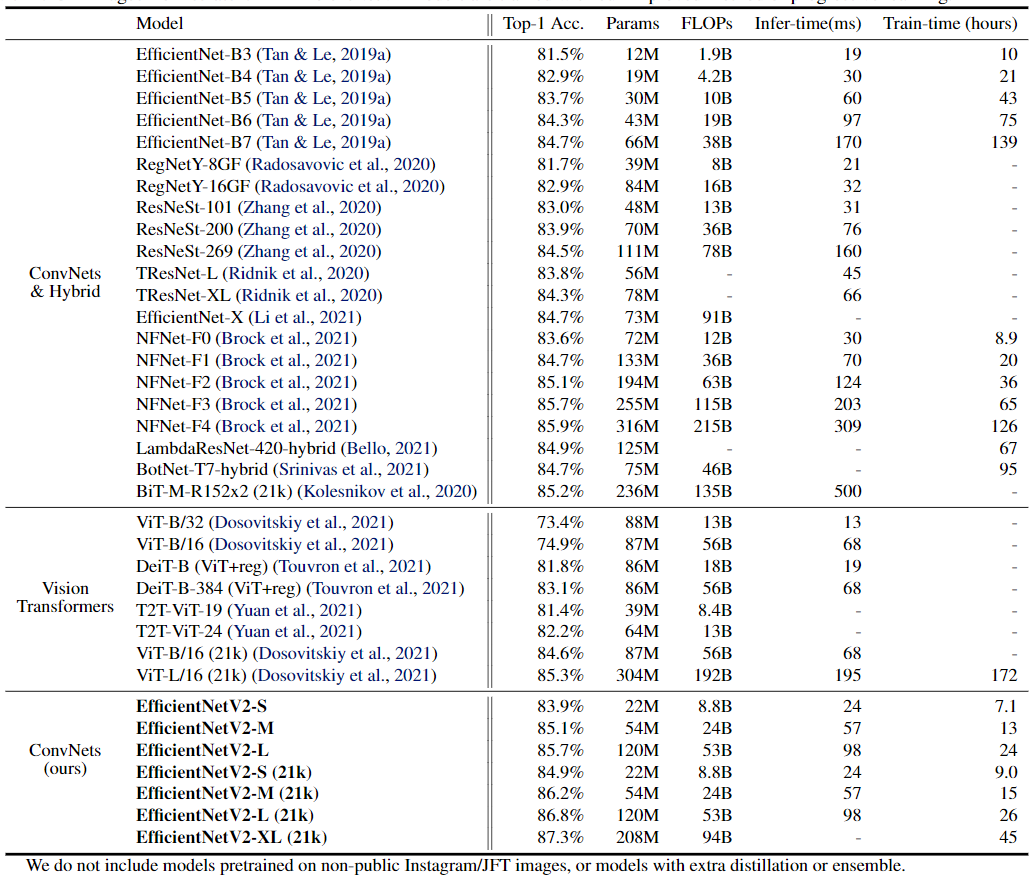 Model Top-1 Acc. Params FLOPs Infer-time(ms) Train-time (hours)
ConvNets & Hybrid
EfficientNet-B3 (Tan & Le, 2019a) 81.5% 12M 1.9B 19 10
EfficientNet-B4 (Tan & Le, 2019a) 82.9% 19M 4.2B 30 21
EfficientNet-B5 (Tan & Le, 2019a) 83.7% 30M 10B 60 43
EfficientNet-B6 (Tan & Le, 2019a) 84.3% 43M 19B 97 75
EfficientNet-B7 (Tan & Le, 2019a) 84.7% 66M 38B 170 139
RegNetY-8GF (Radosavovic et al., 2020) 81.7% 39M 8B 21 -
RegNetY-16GF (Radosavovic et al., 2020) 82.9% 84M 16B 32 -
ResNeSt-101 (Zhang et al., 2020) 83.0% 48M 13B 31 -
ResNeSt-200 (Zhang et al., 2020) 83.9% 70M 36B 76 -
ResNeSt-269 (Zhang et al., 2020) 84.5% 111M 78B 160 -
TResNet-L (Ridnik et al., 2020) 83.8% 56M - 45 -
TResNet-XL (Ridnik et al., 2020) 84.3% 78M - 66 -
EfficientNet-X (Li et al., 2021) 84.7% 73M 91B - -
NFNet-F0 (Brock et al., 2021) 83.6% 72M 12B 30 8.9
NFNet-F1 (Brock et al., 2021) 84.7% 133M 36B 70 20
NFNet-F2 (Brock et al., 2021) 85.1% 194M 63B 124 36
NFNet-F3 (Brock et al., 2021) 85.7% 255M 115B 203 65
NFNet-F4 (Brock et al., 2021) 85.9% 316M 215B 309 126
LambdaResNet-420-hybrid (Bello, 2021) 84.9% 125M - - 67
BotNet-T7-hybrid (Srinivas et al., 2021) 84.7% 75M 46B - 95
BiT-M-R152x2 (21k) (Kolesnikov et al., 2020) 85.2% 236M 135B 500 -
Vision Transformers
ViT-B/32 (Dosovitskiy et al., 2021) 73.4% 88M 13B 13 -
ViT-B/16 (Dosovitskiy et al., 2021) 74.9% 87M 56B 68 -
DeiT-B (ViT+reg) (Touvron et al., 2021) 81.8% 86M 18B 19 -
DeiT-B-384 (ViT+reg) (Touvron et al., 2021) 83.1% 86M 56B 68 -
T2T-ViT-19 (Yuan et al., 2021) 81.4% 39M 8.4B - -
T2T-ViT-24 (Yuan et al., 2021) 82.2% 64M 13B - -
ViT-B/16 (21k) (Dosovitskiy et al., 2021) 84.6% 87M 56B 68 -
ViT-L/16 (21k) (Dosovitskiy et al., 2021) 85.3% 304M 192B 195 172
ConvNets (ours)
EfficientNetV2-S 83.9% 22M 8.8B 24 7.1
EfficientNetV2-M 85.1% 54M 24B 57 13
EfficientNetV2-L 85.7% 120M 53B 98 24
EfficientNetV2-S (21k) 84.9% 22M 8.8B 24 9.0
EfficientNetV2-M (21k) 86.2% 54M 24B 57 15
EfficientNetV2-L (21k) 86.8% 120M 53B 98 26
EfficientNetV2-XL (21k) 87.3% 208M 94B - 45
We do not include models pretrained on non-public Instagram/JFT images, or models with extra distillation or ensemble.